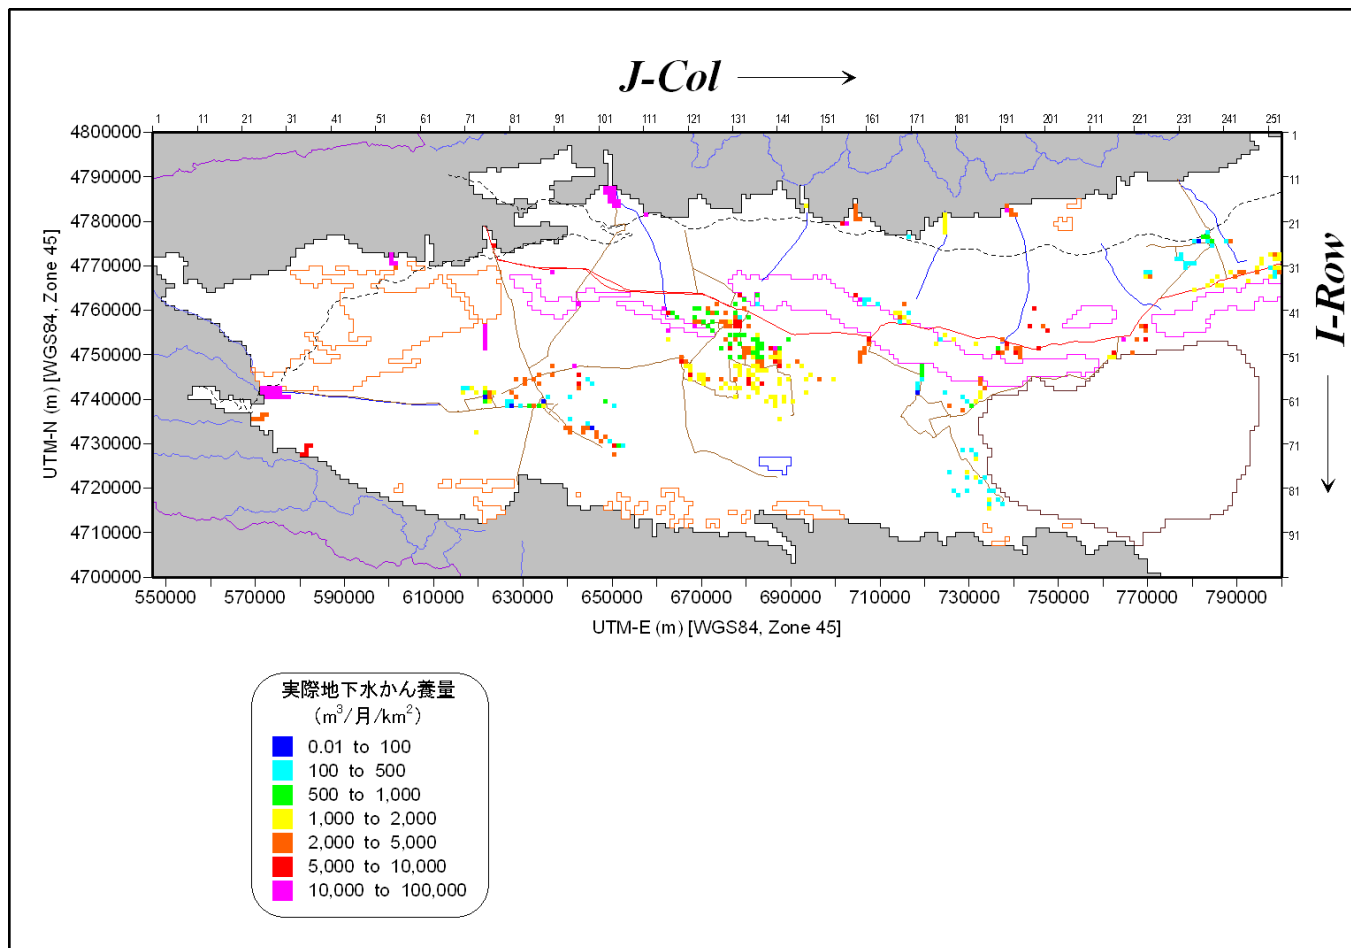 J-Col
1 11 21 31 41 51 61 71 81 91 101 111 121 131 141 151 161 171 181 191 201 211 221 231 241 251
4800000 1
4790000 11
4780000 21
4770000 31
4760000 41
4750000 51
4740000 61
4730000 71
4720000 81
4710000 91
4700000
UTM-N (m) [WGS84, Zone 45]
I-Row
550000 570000 590000 610000 630000 650000 670000 690000 710000 730000 750000 770000 790000
UTM-E (m) [WGS84, Zone 45]
実際地下水かん養量
(m³/月/km²)
0.01 to 100
100 to 500
500 to 1,000
1,000 to 2,000
2,000 to 5,000
5,000 to 10,000
10,000 to 100,000